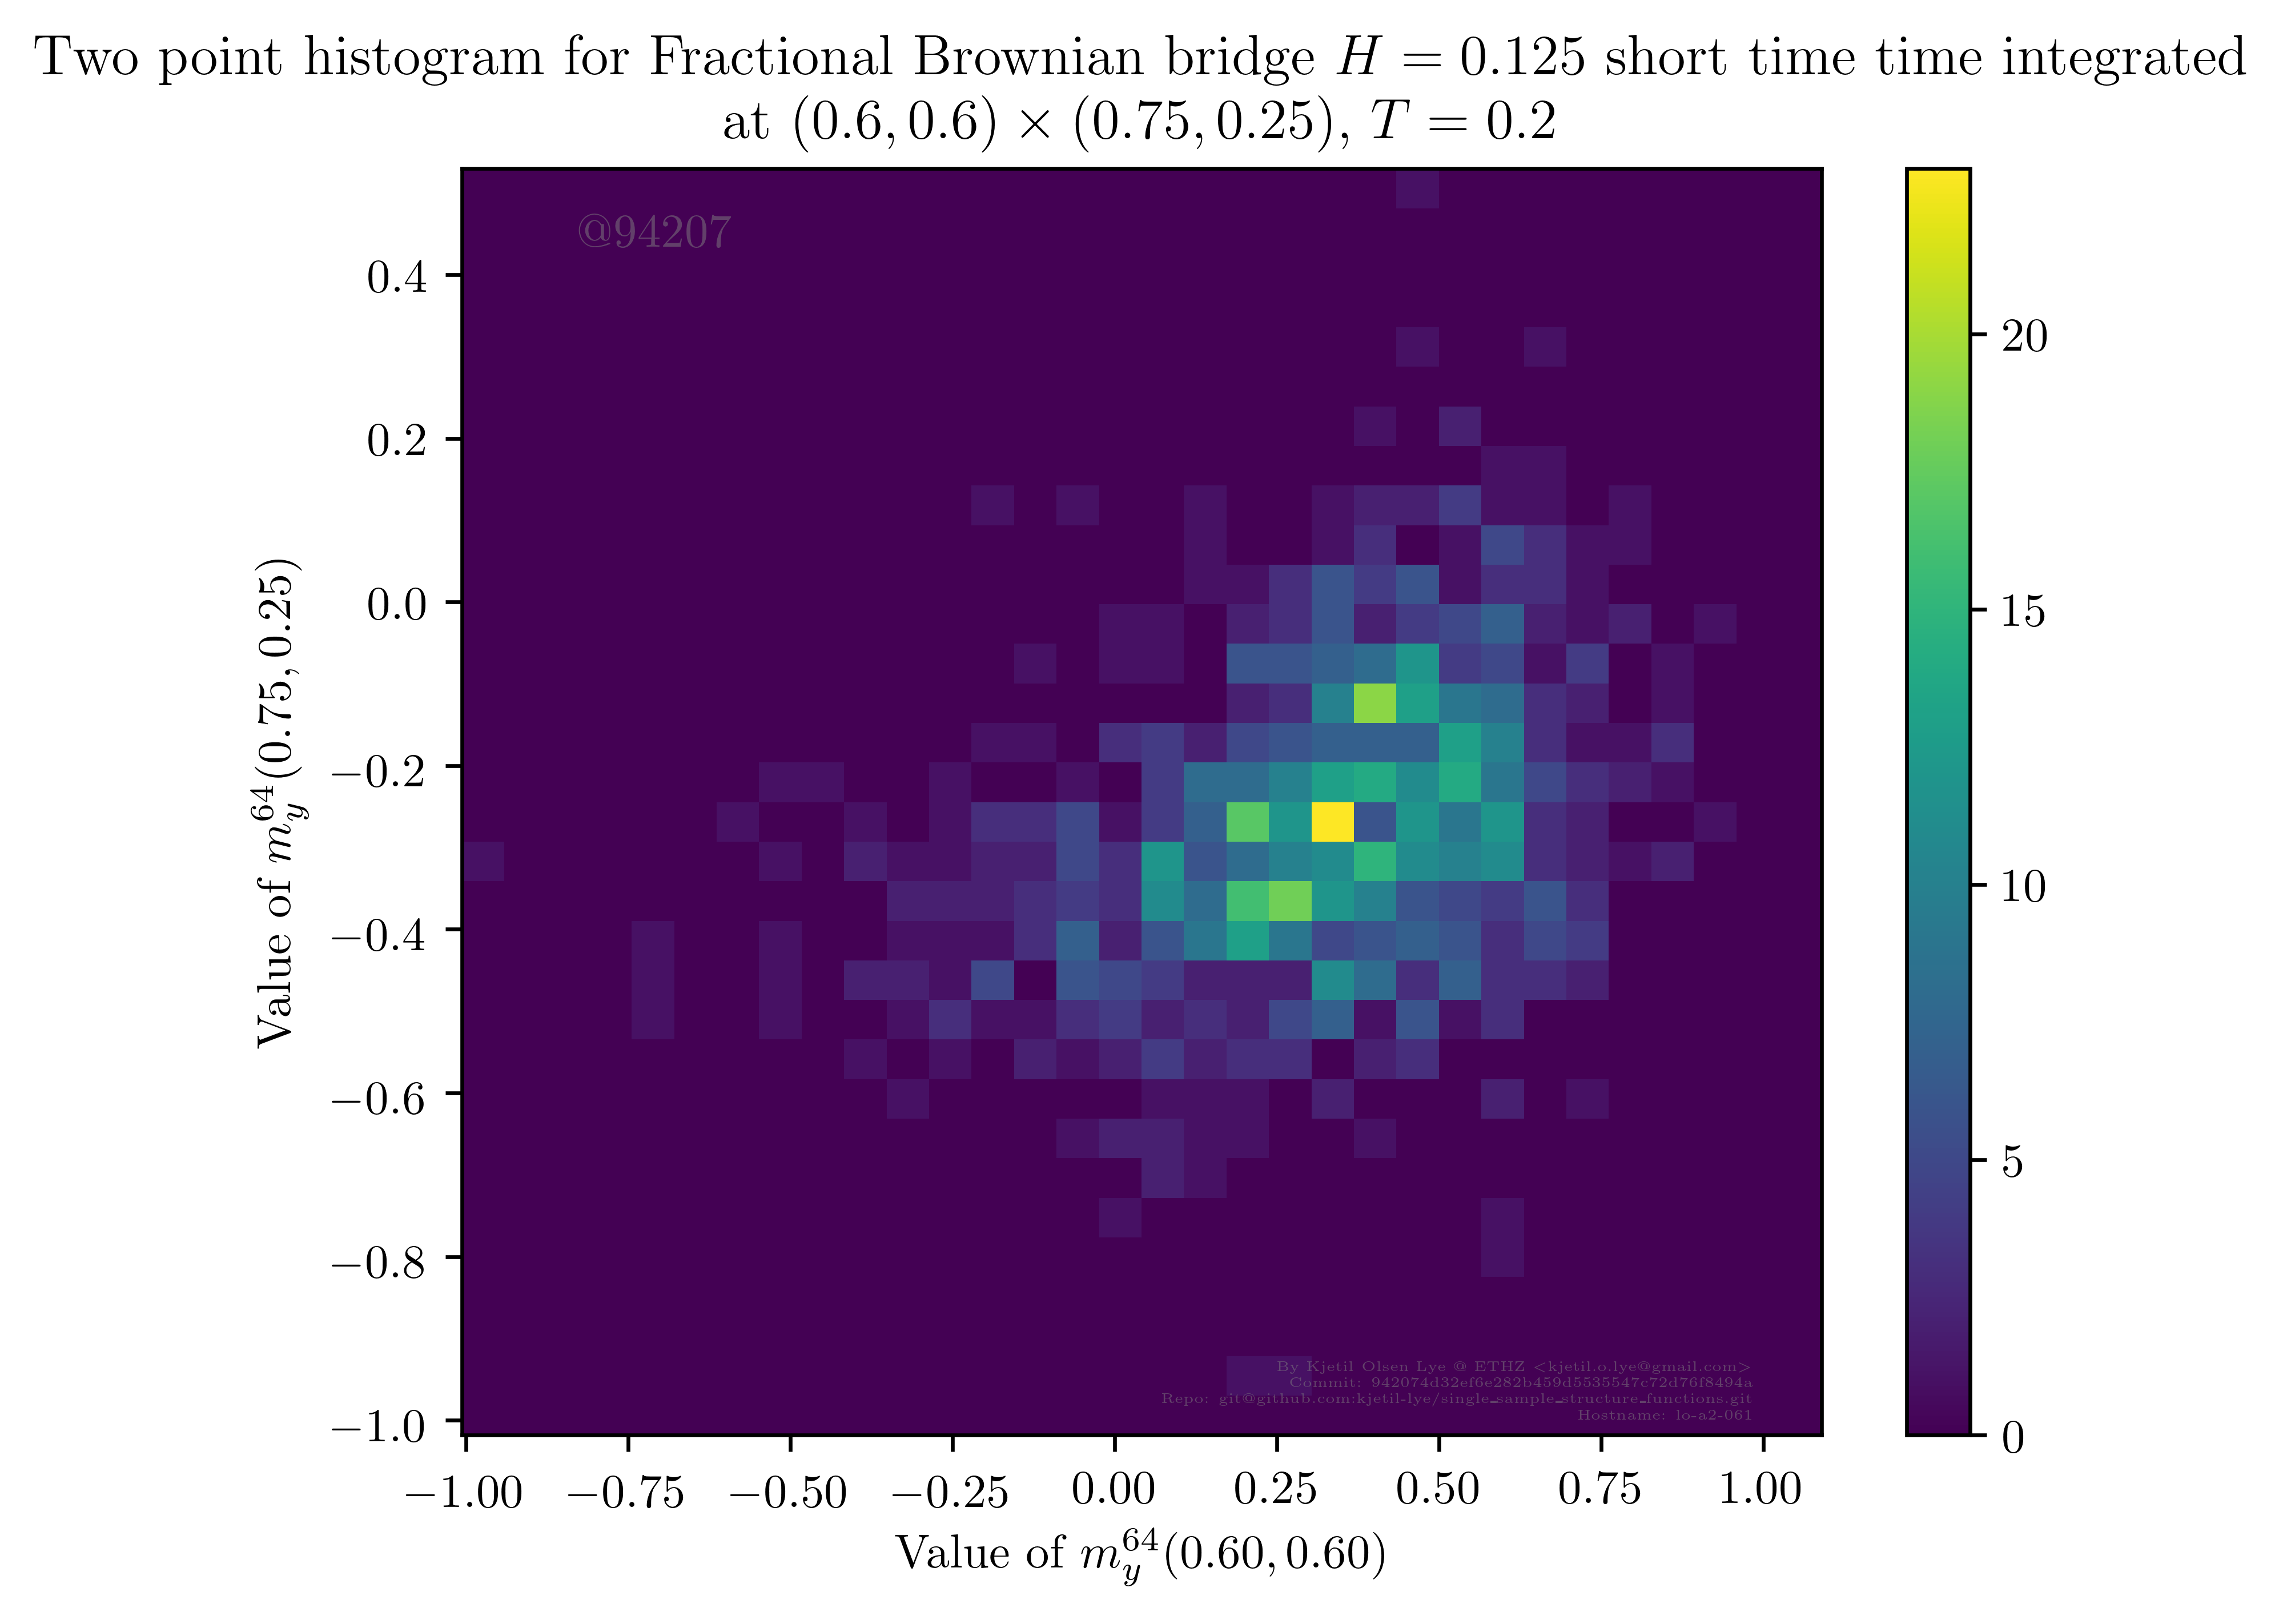 Two point histogram for Fractional Brownian bridge H = 0.125 short time time integrated
at (0.6, 0.6) × (0.75, 0.25), T = 0.2
@94207
0.4
0.2
0.0
−0.2
−0.4
−0.6
−0.8
−1.0
Value of m_y^64(0.75, 0.25)
20
15
10
5
0
By Kjetil Olsen Lye @ ETHZ <kjetil.o.lye@gmail.com>
Commit: 942074d32ef6e282b459d5535547c72d76f8494a
Repo: git@github.com:kjetil-lye/single_sample_structure_functions.git
Hostname: lo-a2-061
−1.00 −0.75 −0.50 −0.25 0.00 0.25 0.50 0.75 1.00
Value of m_y^64(0.60, 0.60)